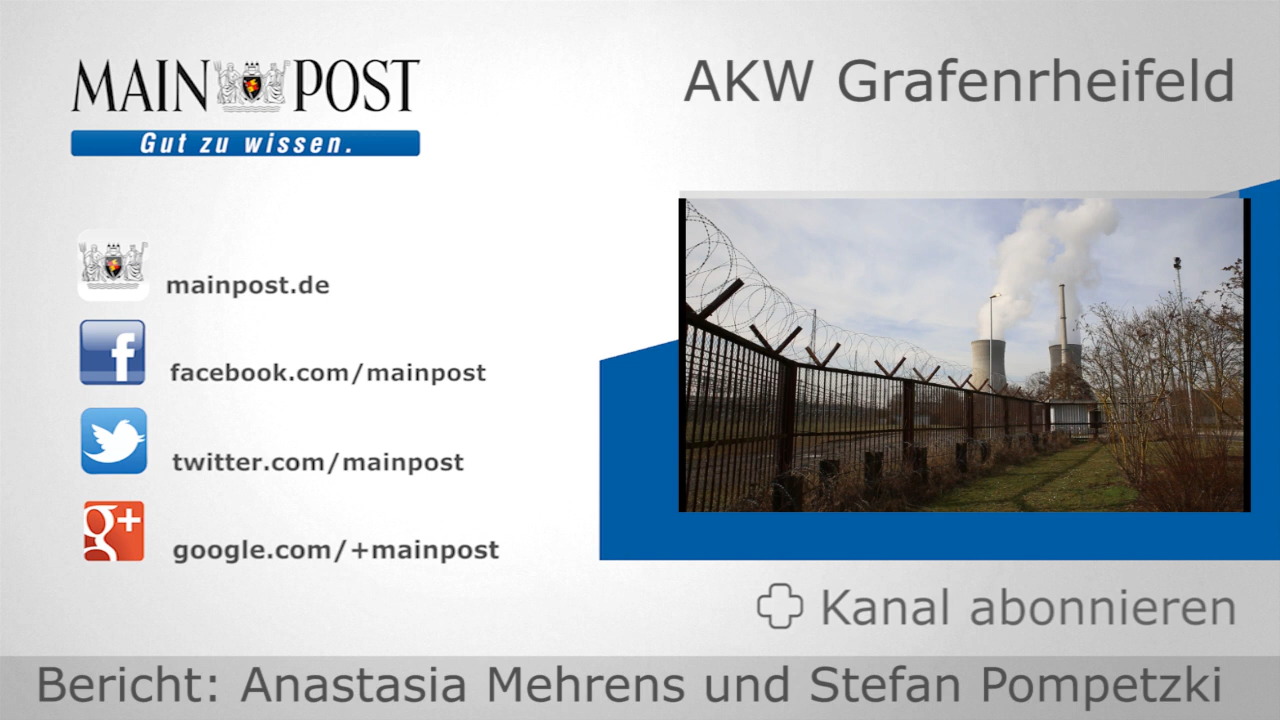 MAIN POST
Gut zu wissen.
AKW Grafenrheifeld
mainpost.de
facebook.com/mainpost
twitter.com/mainpost
google.com/+mainpost
Kanal abonnieren
Bericht: Anastasia Mehrens und Stefan Pompetzki